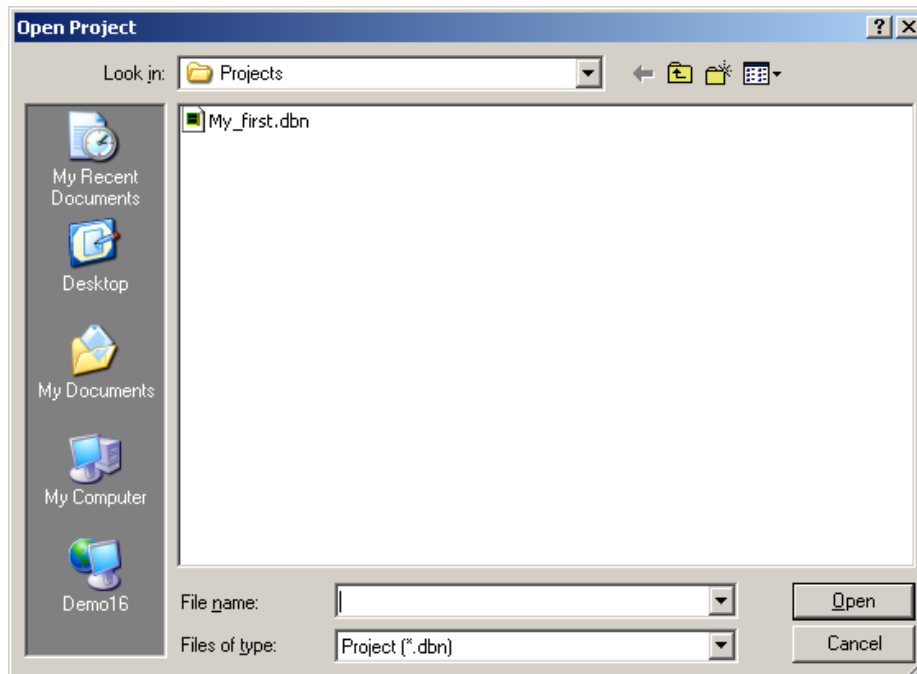 Open Project
Look in:
Projects
My_first.dbn
My Recent
Documents
Desktop
My Documents
My Computer
Demo16
File name:
Open
Files of type:
Project (*.dbn)
Cancel